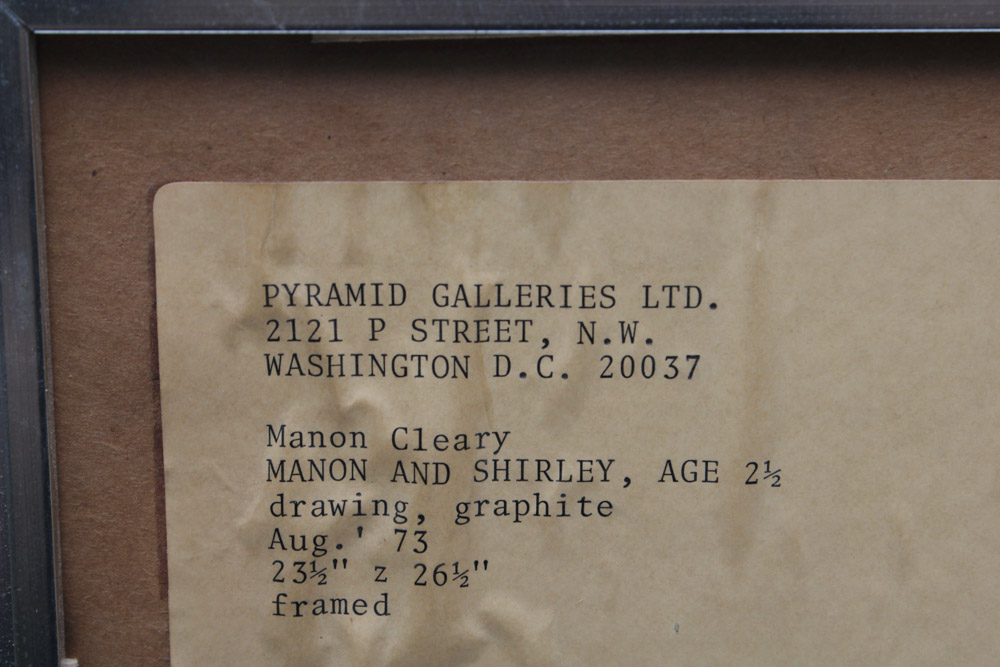 PYRAMID GALLERIES LTD.
2121 P STREET, N.W.
WASHINGTON D.C. 20037
Manon Cleary
MANON AND SHIRLEY, AGE 2½
drawing, graphite
Aug.' 73
23½" z 26½"
framed